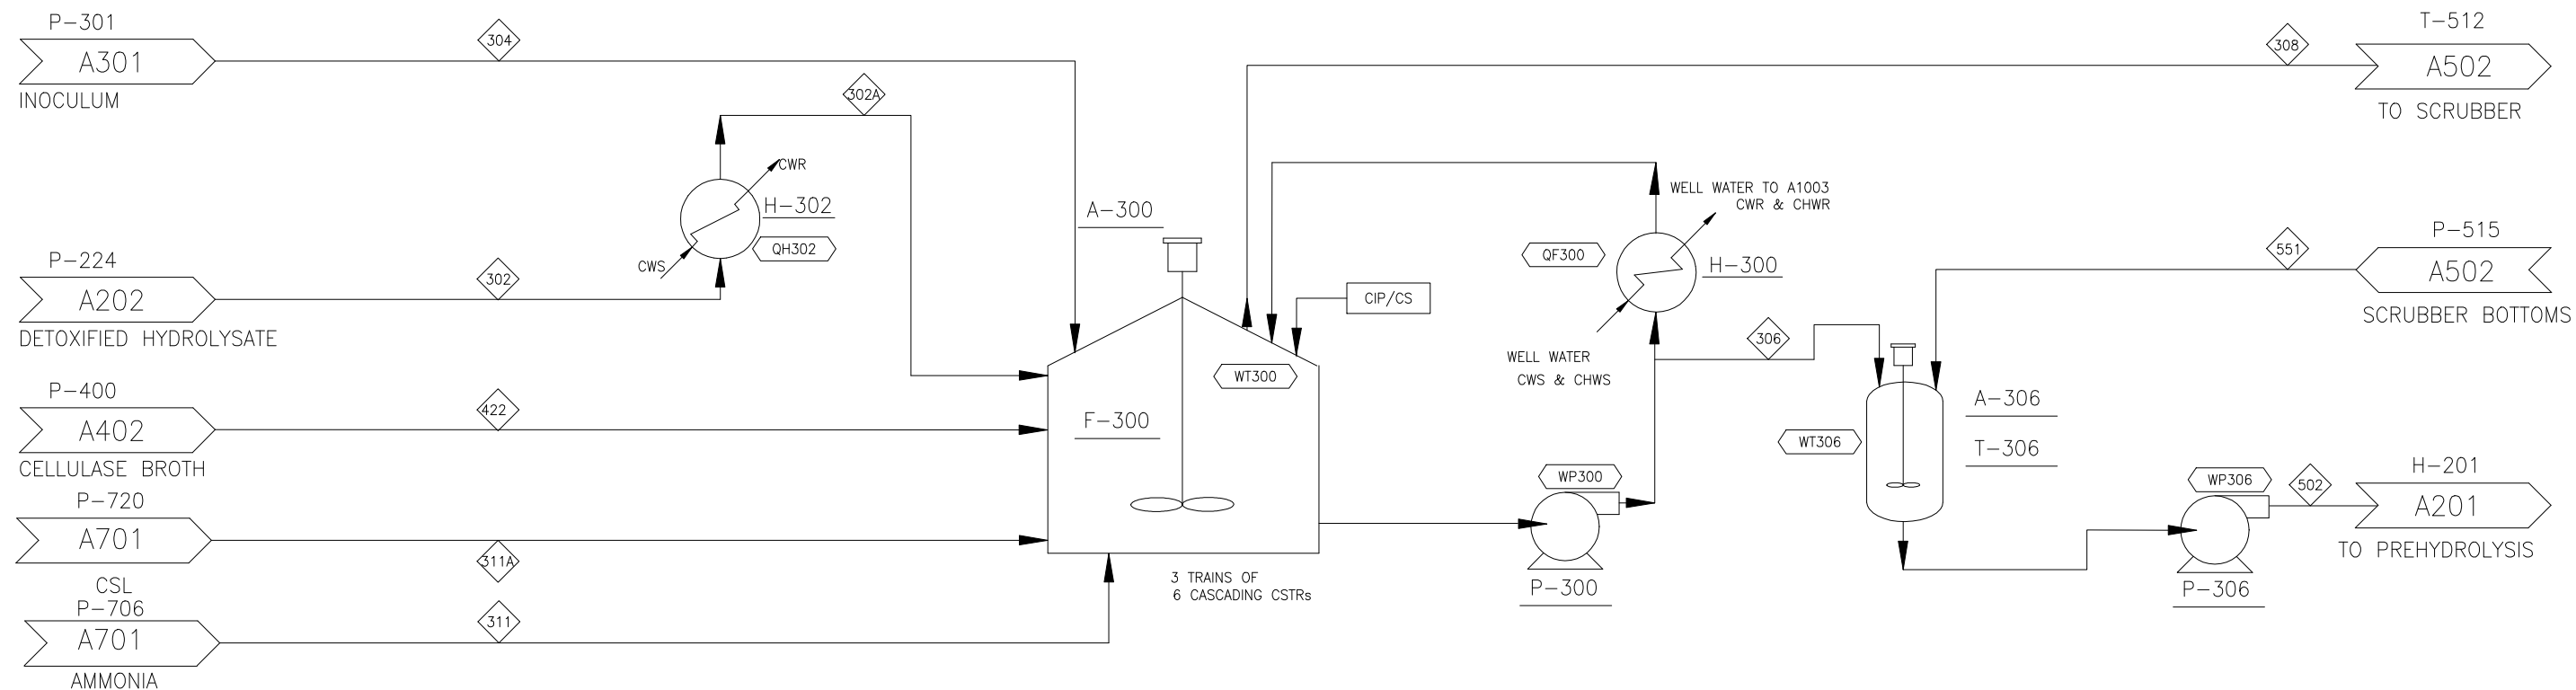 P-301
A301
INOCULUM
304
302A
CWR
H-302
QH302
CWS
P-224
A202
302
DETOXIFIED HYDROLYSATE
P-400
A402
422
CELLULASE BROTH
P-720
A701
311A
CSL
P-706
A701
311
AMMONIA
A-300
F-300
WT300
CIP/CS
3 TRAINS OF
6 CASCADING CSTRs
WELL WATER TO A1003
CWR & CHWR
QF300
H-300
WELL WATER
CWS & CHWS
306
WP300
P-300
WT306
A-306
T-306
WP306
P-306
T-512
308
A502
TO SCRUBBER
P-515
551
A502
SCRUBBER BOTTOMS
H-201
502
A201
TO PREHYDROLYSIS